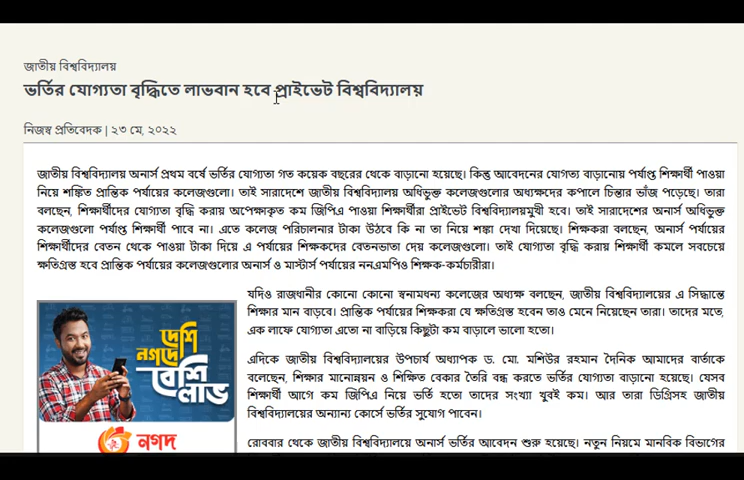 জাতীয় বিশ্ববিদ্যালয়
ভর্তির যোগ্যতা বৃদ্ধিতে লাভবান হবে প্রাইভেট বিশ্ববিদ্যালয়
নিজস্ব প্রতিবেদক | ২৩ মে, ২০২২
জাতীয় বিশ্ববিদ্যালয় অনার্স প্রথম বর্ষে ভর্তির যোগ্যতা গত কয়েক বছরের থেকে বাড়ানো হয়েছে। কিন্তু আবেদনের যোগ্যত্য বাড়ানোয় পর্যাপ্ত শিক্ষার্থী পাওয়া
নিয়ে শঙ্কিত প্রান্তিক পর্যায়ের কলেজগুলো। তাই সারাদেশে জাতীয় বিশ্ববিদ্যালয় অধিভুক্ত কলেজগুলোর অধ্যক্ষদের কপালে চিন্তার ভাঁজ পড়েছে। তারা
বলছেন, শিক্ষার্থীদের যোগ্যতা বৃদ্ধি করায় অপেক্ষাকৃত কম জিপিএ পাওয়া শিক্ষার্থীরা প্রাইভেট বিশ্ববিদ্যালয়মুখী হবে। তাই সারাদেশের অনার্স অধিভুক্ত
কলেজগুলো পর্যাপ্ত শিক্ষার্থী পাবে না। এতে কলেজ পরিচালনার টাকা উঠবে কি না তা নিয়ে শঙ্কা দেখা দিয়েছে। শিক্ষকরা বলছেন, অনার্স পর্যায়ের
শিক্ষার্থীদের বেতন থেকে পাওয়া টাকা দিয়ে এ পর্যায়ের শিক্ষকদের বেতনভাতা দেয় কলেজগুলো। তাই যোগ্যতা বৃদ্ধি করায় শিক্ষার্থী কমলে সবচেয়ে
ক্ষতিগ্রস্ত হবে প্রান্তিক পর্যায়ের কলেজগুলোর অনার্স ও মাস্টার্স পর্যায়ের ননএমপিও শিক্ষক-কর্মচারীরা।
যদিও রাজধানীর কোনো কোনো স্বনামধন্য কলেজের অধ্যক্ষ বলছেন, জাতীয় বিশ্ববিদ্যালয়ের এ সিদ্ধান্তে
শিক্ষার মান বাড়বে। প্রান্তিক পর্যায়ের শিক্ষকরা যে ক্ষতিগ্রস্ত হবেন তাও মেনে নিয়েছেন তারা। তাদের মতে,
এক লাফে যোগ্যতা এতো না বাড়িয়ে কিছুটা কম বাড়ালে ভালো হতো।
এদিকে জাতীয় বিশ্ববিদ্যালয়ের উপচার্য অধ্যাপক ড. মো. মশিউর রহমান দৈনিক আমাদের বার্তাকে
বলেছেন, শিক্ষার মানোন্নয়ন ও শিক্ষিত বেকার তৈরি বন্ধ করতে ভর্তির যোগ্যতা বাড়ানো হয়েছে। যেসব
শিক্ষার্থী আগে কম জিপিএ নিয়ে ভর্তি হতো তাদের সংখ্যা খুবই কম। আর তারা ডিগ্রিসহ জাতীয়
বিশ্ববিদ্যালয়ের অন্যান্য কোর্সে ভর্তির সুযোগ পাবেন।
রোববার থেকে জাতীয় বিশ্ববিদ্যালয়ে অনার্স ভর্তির আবেদন শুরু হয়েছে। নতুন নিয়মে মানবিক বিভাগের
দেশি
নগদে
বেশি
লাভ
নগদ